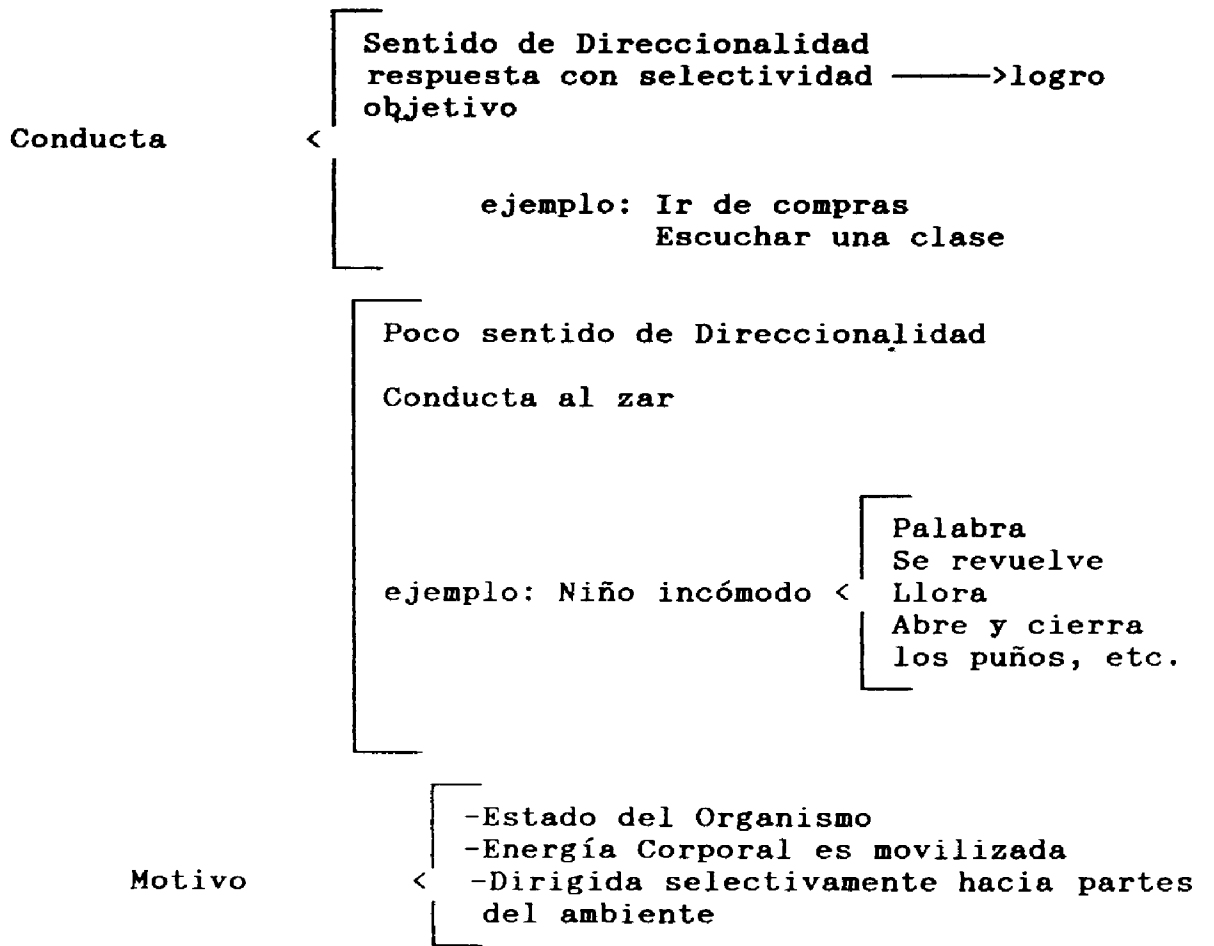 Sentido de Direccionalidad
respuesta con selectividad ———>logro
objetivo
Conducta <
ejemplo: Ir de compras
Escuchar una clase
Poco sentido de Direccionalidad
Conducta al zar
Palabra
Se revuelve
ejemplo: Niño incómodo < Llora
Abre y cierra
los puños, etc.
-Estado del Organismo
-Energía Corporal es movilizada
Motivo < -Dirigida selectivamente hacia partes
del ambiente